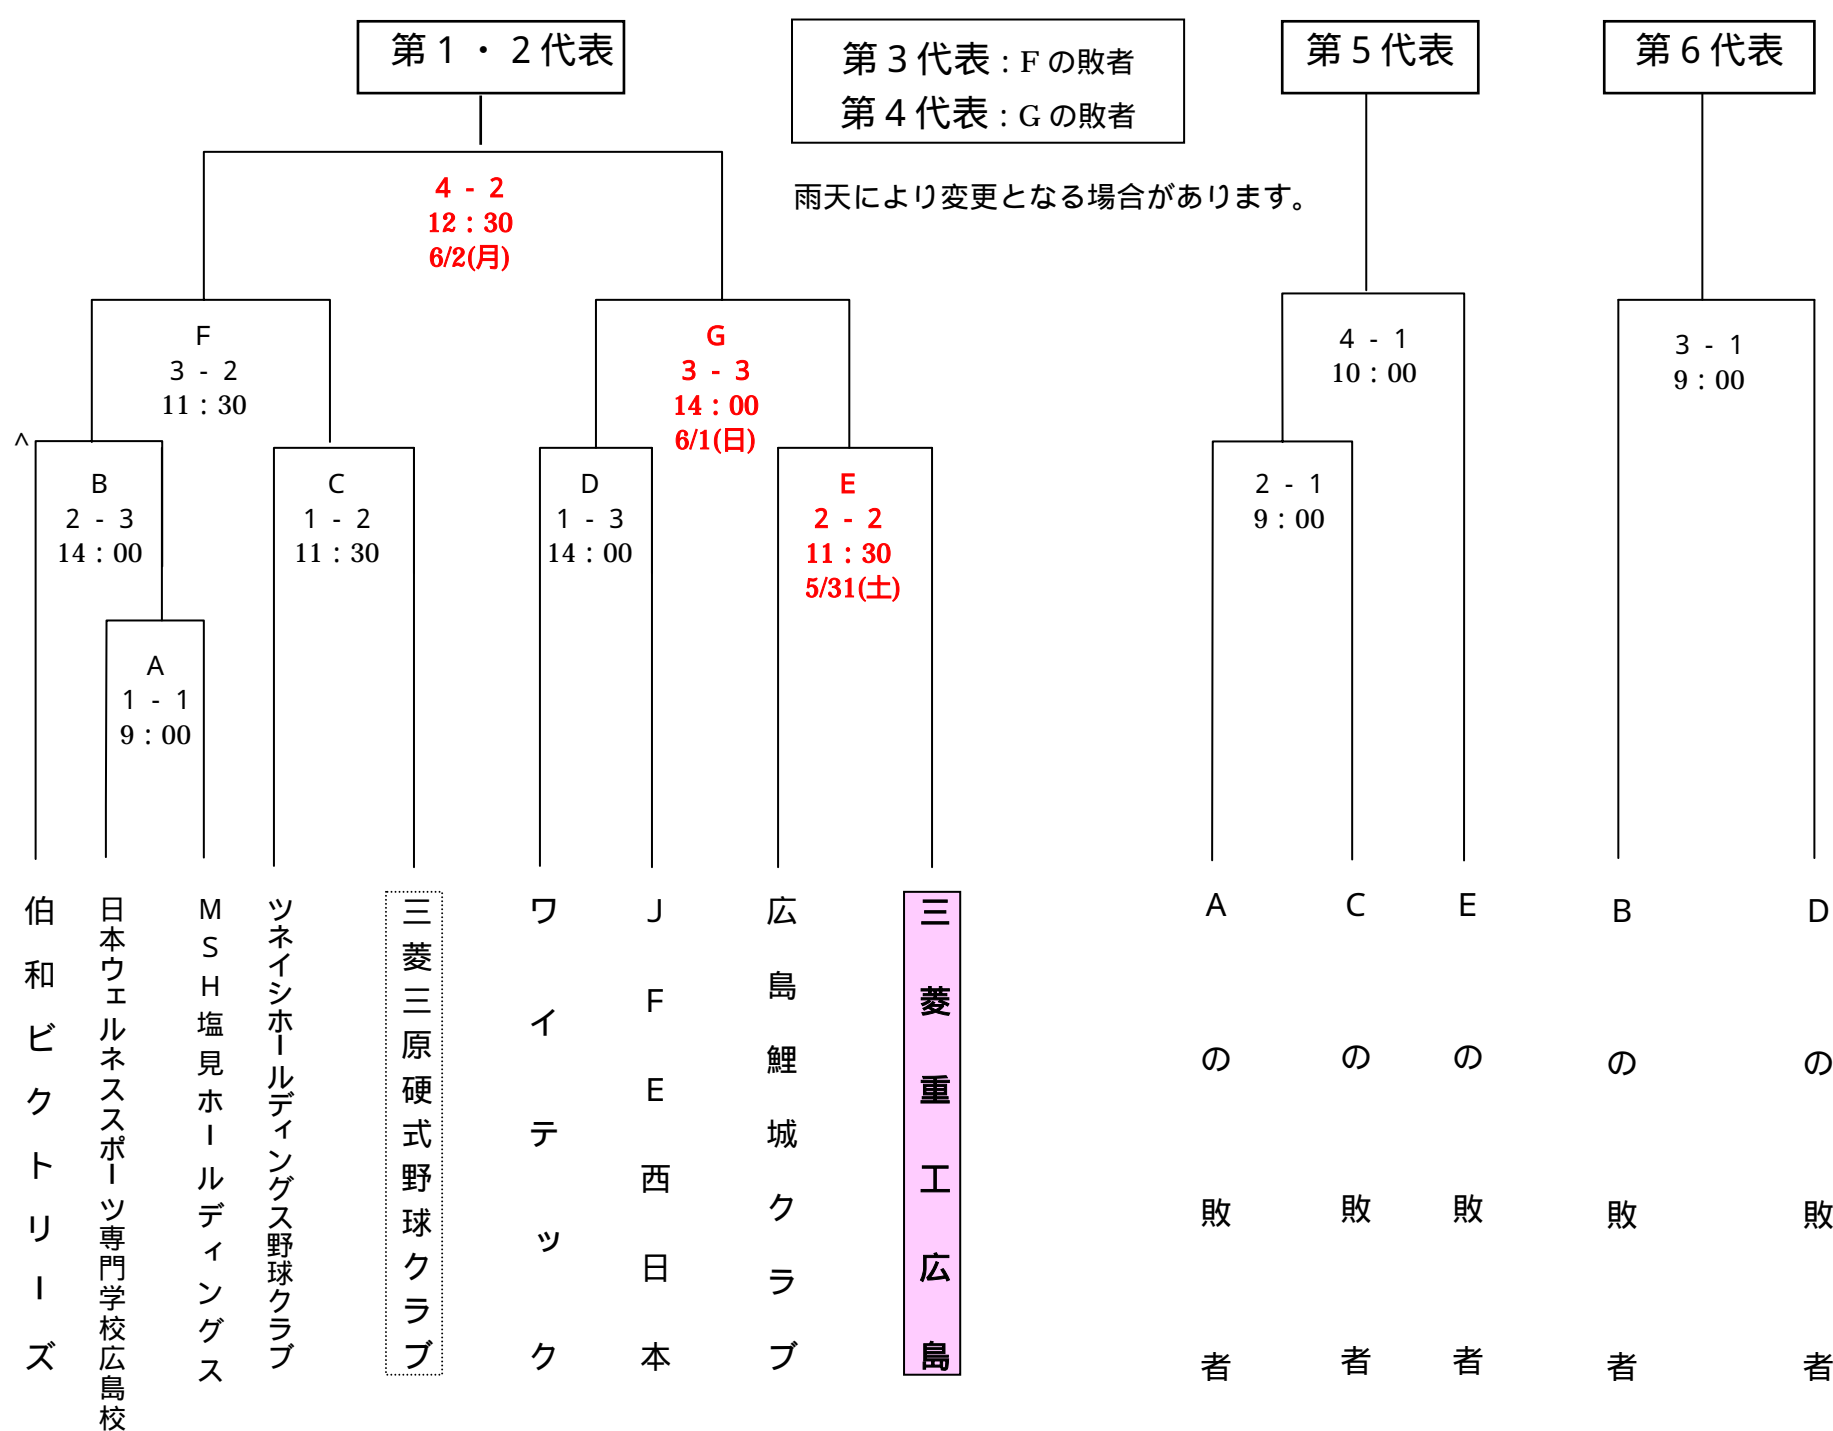 第１・２代表
第３代表：Fの敗者
第４代表：Gの敗者
第５代表
第６代表
雨天により変更となる場合があります。
４‐２
12：30
6/2(月)
F
３‐２
11：30
G
３‐３
14：00
6/1(日)
４‐１
10：00
３‐１
9：00
^
B
２‐３
14：00
C
１‐２
11：30
D
１‐３
14：00
E
２‐２
11：30
5/31(土)
２‐１
9：00
A
１‐１
9：00
伯和ビクトリーズ
日本ウェルネススポーツ専門学校広島校
MSH塩見ホールディングス
ツネイシホールディングス野球クラブ
三菱三原硬式野球クラブ
ワイテック
JFE西日本
広島鯉城クラブ
三菱重工広島
Aの敗者
Cの敗者
Eの敗者
Bの敗者
Dの敗者